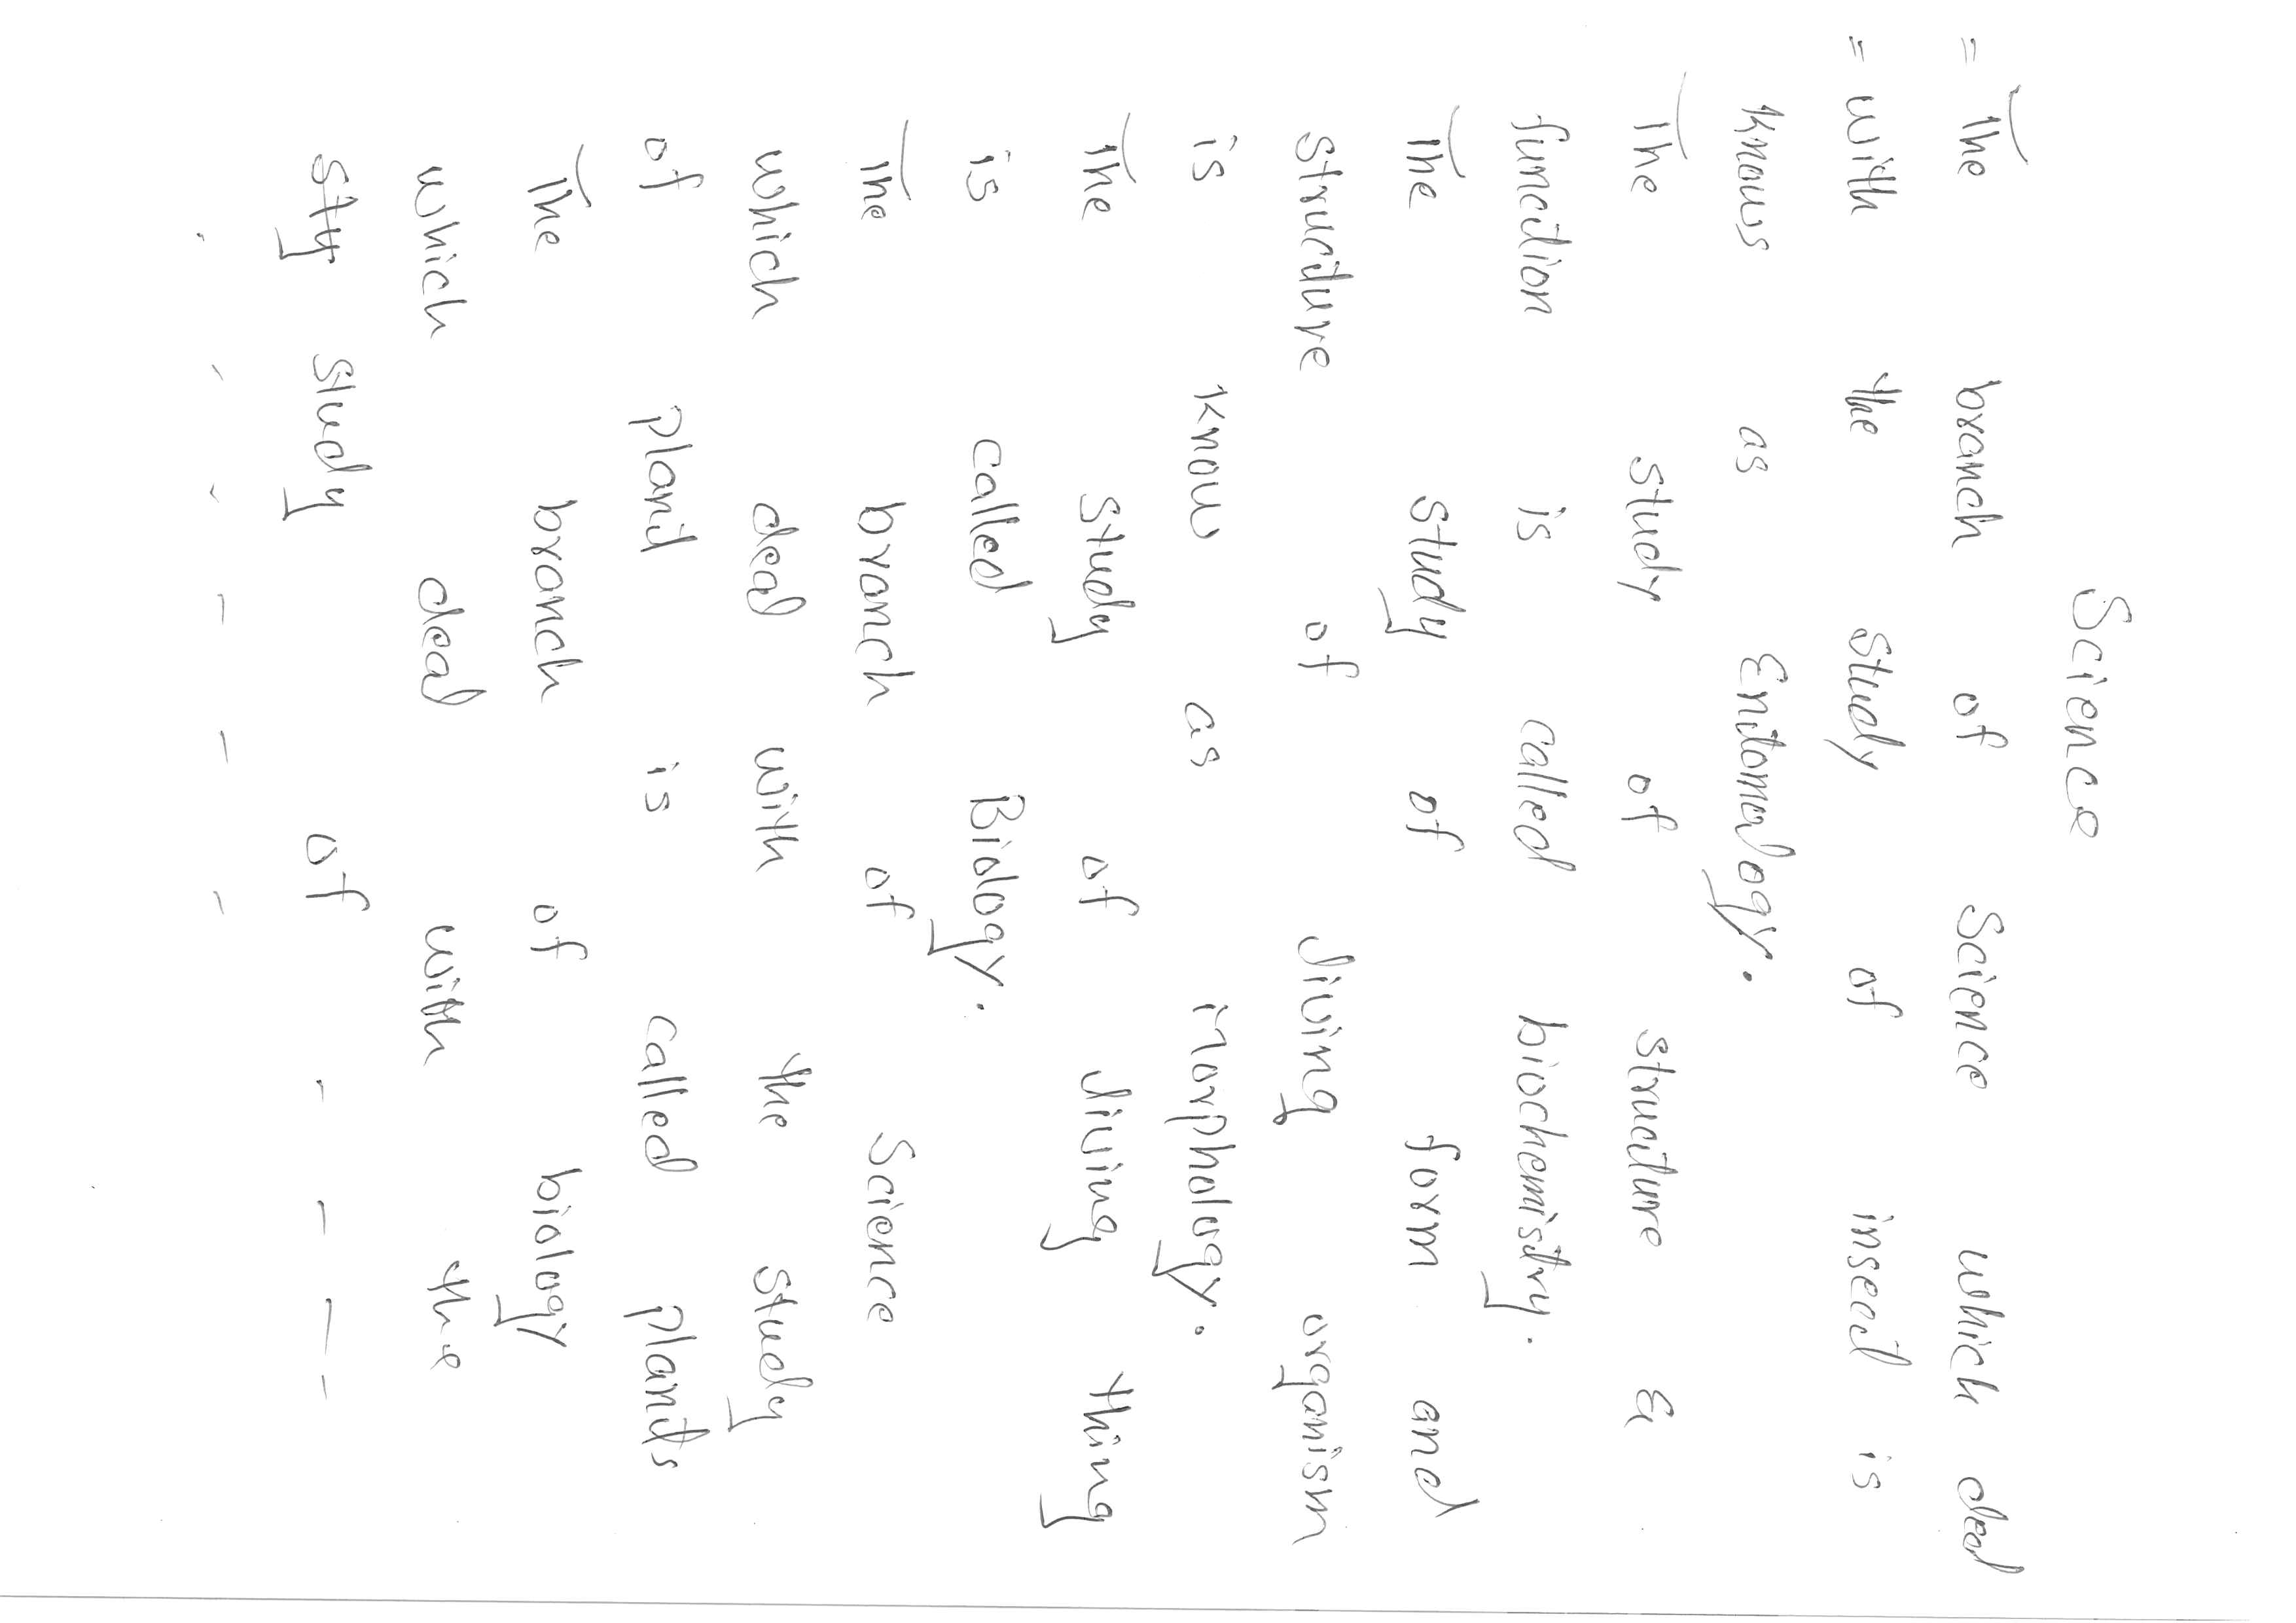 Science
= The branch of Science which deal
= with the study of insect is
Knows as Entomology.
The study of structure &
function is called biochemistry.
The study of form and
structure of living organism
is know as Morphology.
The study of living thing
is called Biology.
The branch of Science
which deal with the study
of plant is called plants
The branch of biology
which deal with the
sty study of - - - -
. - - - - -